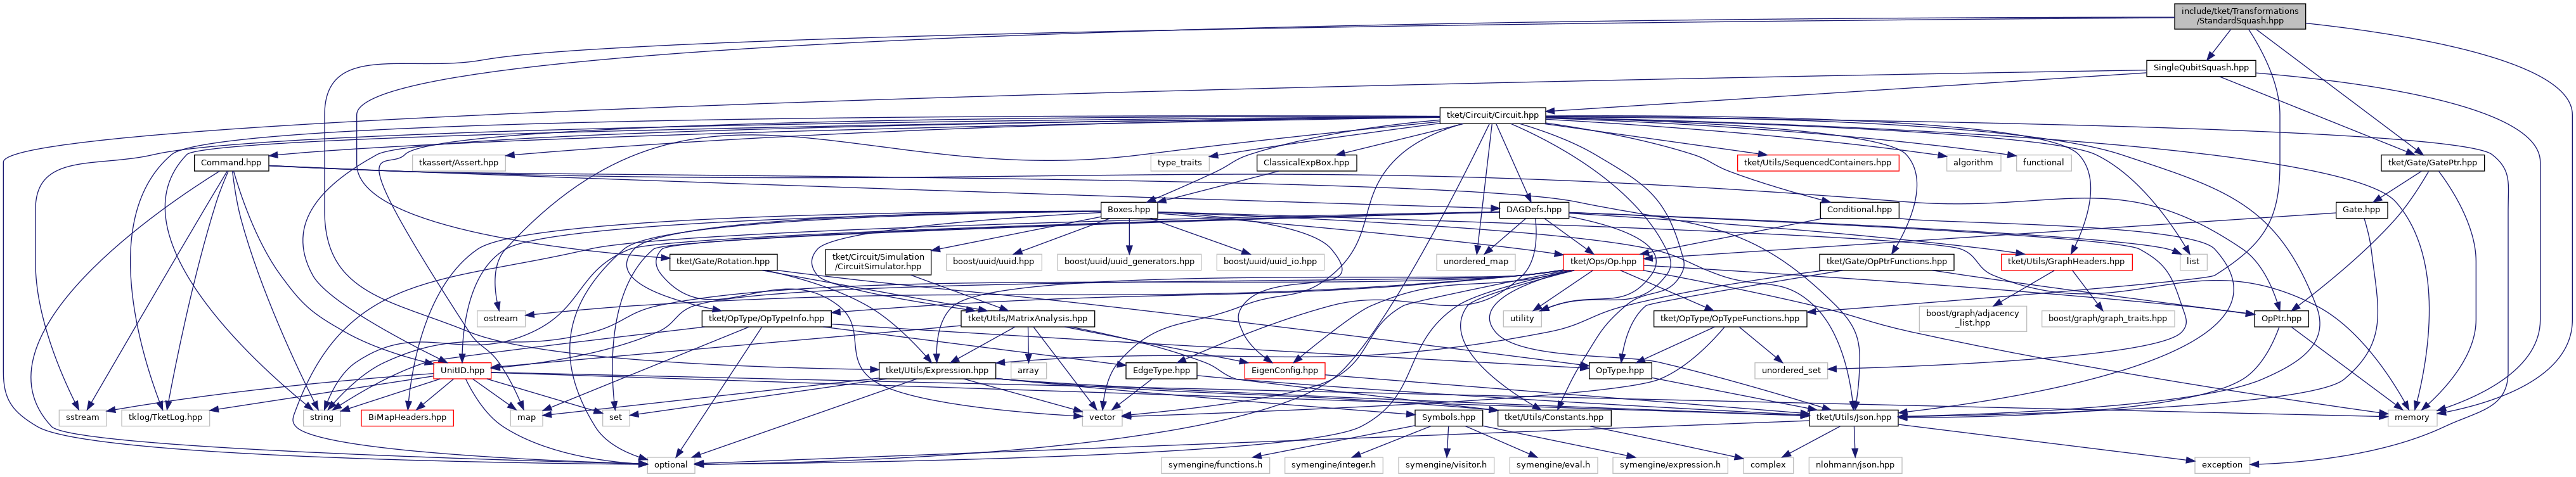 include/tket/Transformations
/StandardSquash.hpp
SingleQubitSquash.hpp
tket/Circuit/Circuit.hpp
Command.hpp
tkassert/Assert.hpp
type_traits
ClassicalExpBox.hpp
tket/Utils/SequencedContainers.hpp
algorithm
functional
tket/Gate/GatePtr.hpp
Boxes.hpp
DAGDefs.hpp
Conditional.hpp
Gate.hpp
tket/Gate/Rotation.hpp
tket/Circuit/Simulation
/CircuitSimulator.hpp
boost/uuid/uuid.hpp
boost/uuid/uuid_generators.hpp
boost/uuid/uuid_io.hpp
unordered_map
tket/Ops/Op.hpp
tket/Gate/OpPtrFunctions.hpp
tket/Utils/GraphHeaders.hpp
list
ostream
tket/OpType/OpTypeInfo.hpp
tket/Utils/MatrixAnalysis.hpp
utility
tket/OpType/OpTypeFunctions.hpp
boost/graph/adjacency
_list.hpp
boost/graph/graph_traits.hpp
OpPtr.hpp
UnitID.hpp
tket/Utils/Expression.hpp
array
EdgeType.hpp
EigenConfig.hpp
OpType.hpp
unordered_set
sstream
tklog/TketLog.hpp
string
BiMapHeaders.hpp
map
set
Symbols.hpp
vector
tket/Utils/Constants.hpp
tket/Utils/Json.hpp
memory
optional
symengine/functions.h
symengine/integer.h
symengine/visitor.h
symengine/eval.h
symengine/expression.h
complex
nlohmann/json.hpp
exception